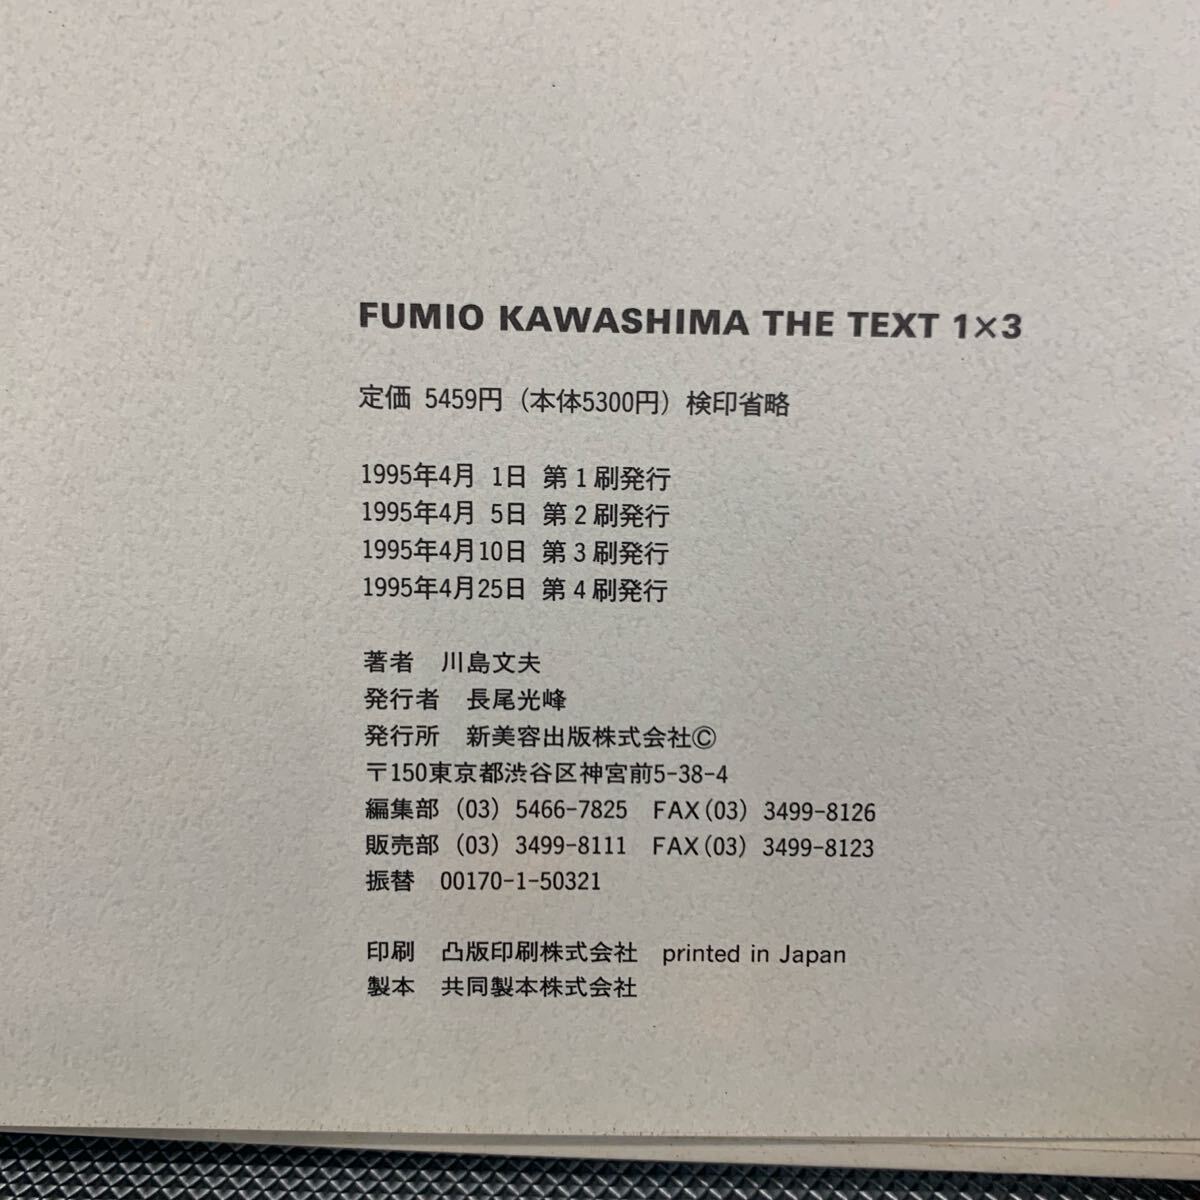 FUMIO KAWASHIMA THE TEXT 1×3
定価 5459円（本体5300円）検印省略
1995年4月 1日 第1刷発行
1995年4月 5日 第2刷発行
1995年4月10日 第3刷発行
1995年4月25日 第4刷発行
著者 川島文夫
発行者 長尾光峰
発行所 新美容出版株式会社©
〒150東京都渋谷区神宮前5-38-4
編集部（03）5466-7825 FAX（03）3499-8126
販売部（03）3499-8111 FAX（03）3499-8123
振替 00170-1-50321
印刷 凸版印刷株式会社 printed in Japan
製本 共同製本株式会社